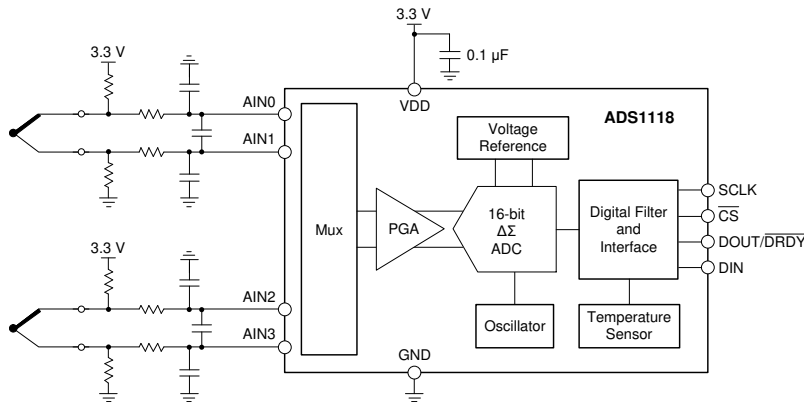 3.3 V
0.1 µF
3.3 V
VDD
ADS1118
AIN0
AIN1
Voltage
Reference
Mux
PGA
16-bit
ΔΣ
ADC
Digital Filter
and
Interface
SCLK
CS
DOUT/DRDY
DIN
3.3 V
AIN2
AIN3
Oscillator
Temperature
Sensor
GND